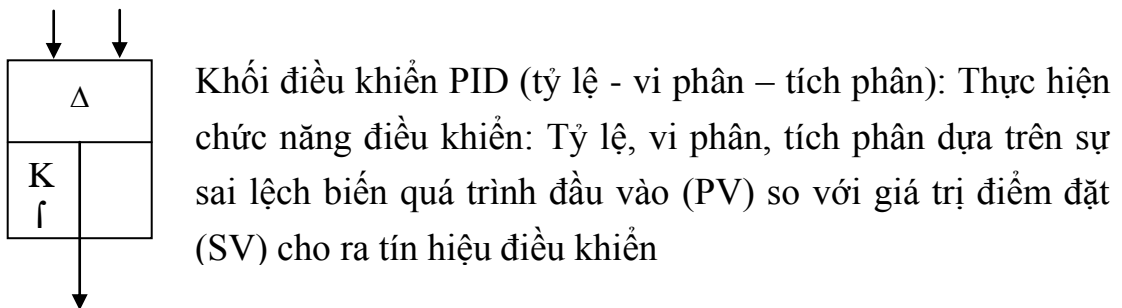 Δ
K
∫
Khối điều khiển PID (tỷ lệ - vi phân – tích phân): Thực hiện
chức năng điều khiển: Tỷ lệ, vi phân, tích phân dựa trên sự
sai lệch biến quá trình đầu vào (PV) so với giá trị điểm đặt
(SV) cho ra tín hiệu điều khiển